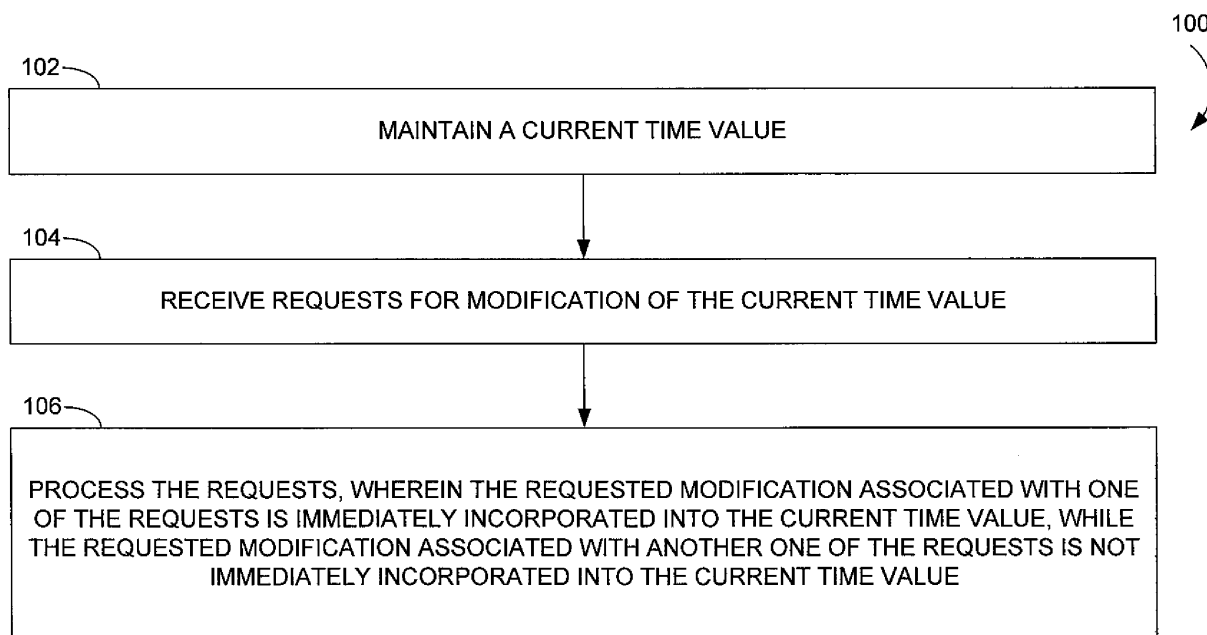 100
102
MAINTAIN A CURRENT TIME VALUE
104
RECEIVE REQUESTS FOR MODIFICATION OF THE CURRENT TIME VALUE
106
PROCESS THE REQUESTS, WHEREIN THE REQUESTED MODIFICATION ASSOCIATED WITH ONE
OF THE REQUESTS IS IMMEDIATELY INCORPORATED INTO THE CURRENT TIME VALUE, WHILE
THE REQUESTED MODIFICATION ASSOCIATED WITH ANOTHER ONE OF THE REQUESTS IS NOT
IMMEDIATELY INCORPORATED INTO THE CURRENT TIME VALUE